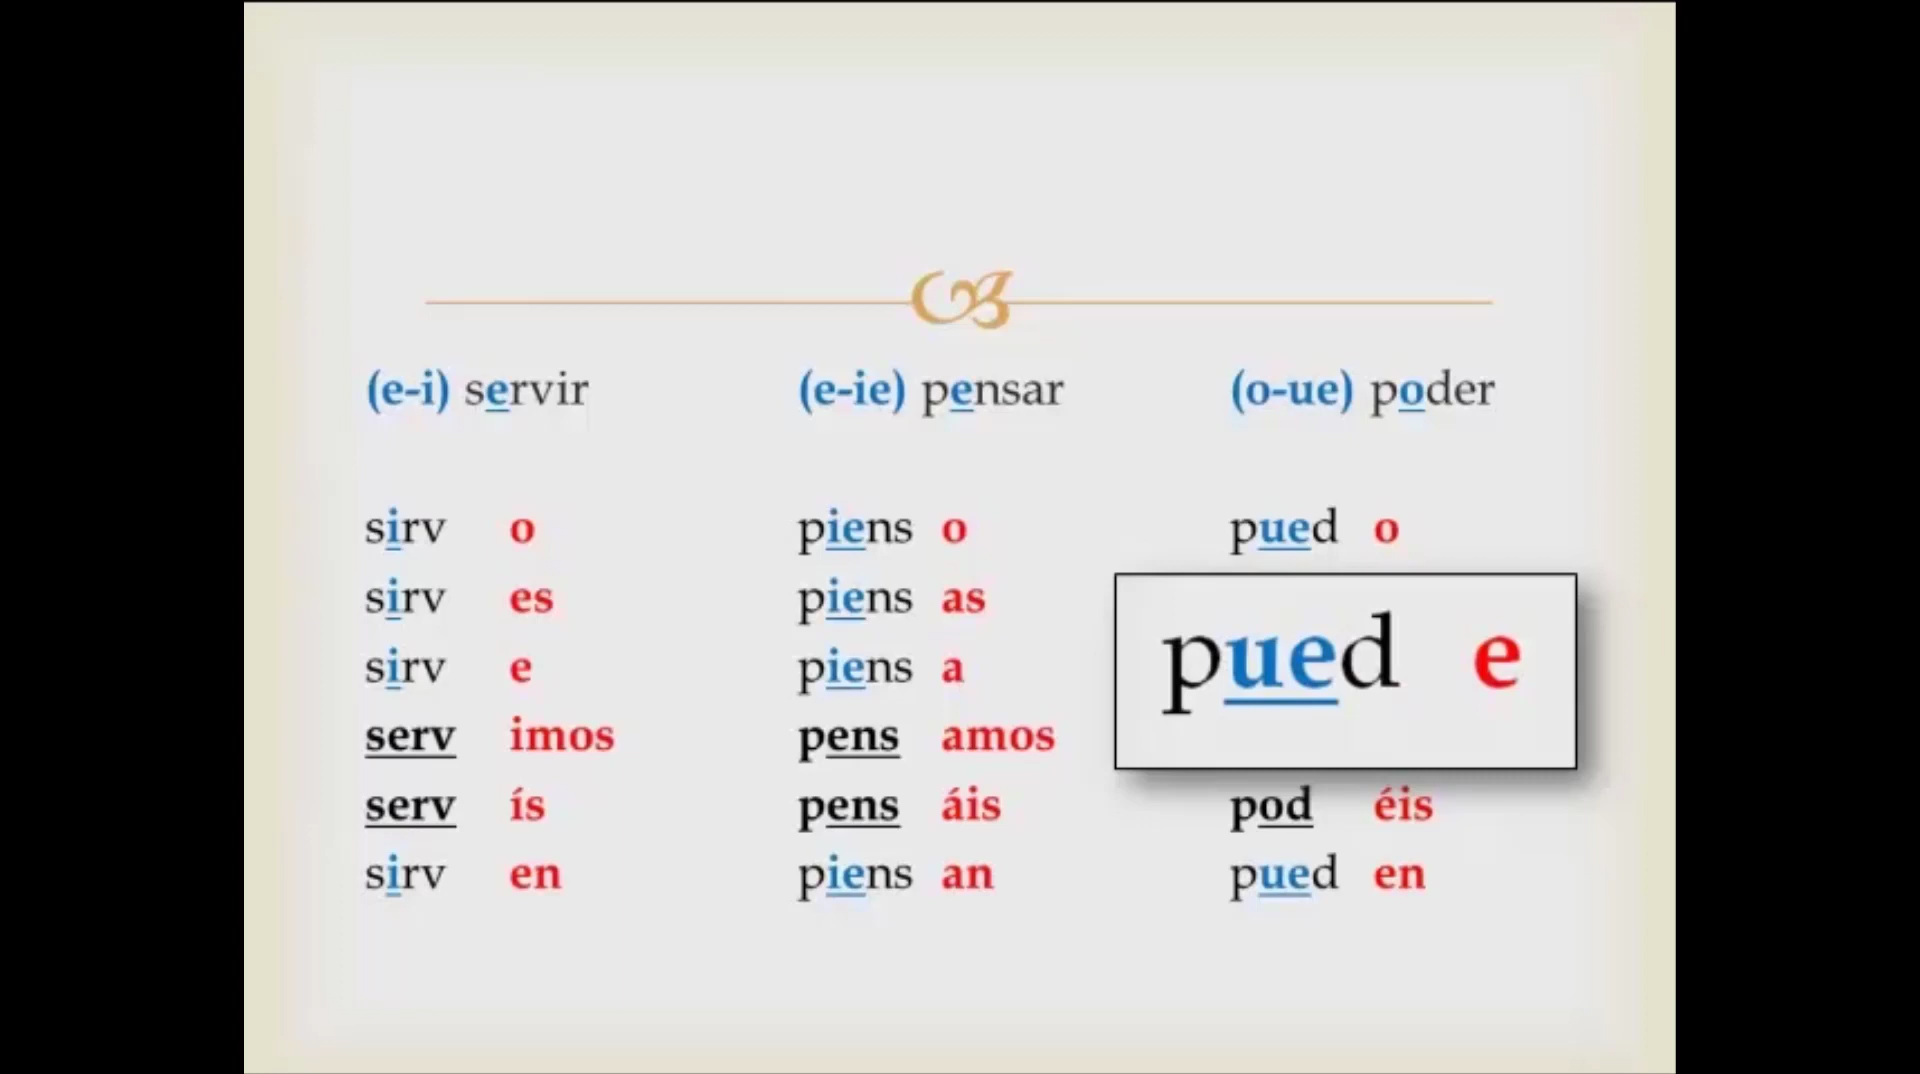 (e-i) servir (e-ie) pensar (o-ue) poder
sirv o piens o pued o
sirv es piens as
sirv e piens a pued e
serv imos pens amos
serv ís pens áis pod éis
sirv en piens an pued en